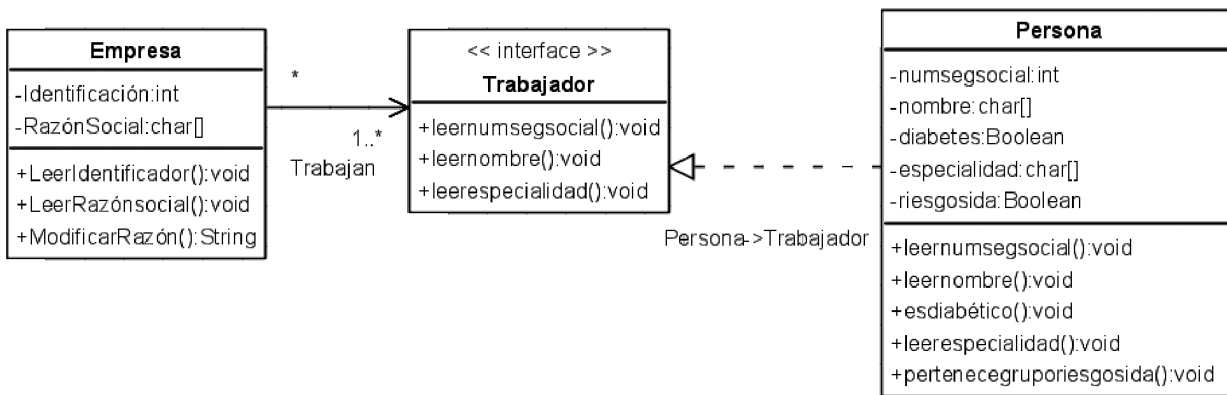 Empresa
-Identificación:int
-RazónSocial:char[]
+LeerIdentificador():void
+LeerRazónsocial():void
+ModificarRazón():String
*
1..*
Trabajan
<< interface >>
Trabajador
+leernumsegsocial():void
+leernombre():void
+leerespecialidad():void
Persona->Trabajador
Persona
-numsegsocial:int
-nombre:char[]
-diabetes:Boolean
-especialidad:char[]
-riesgosida:Boolean
+leernumsegsocial():void
+leernombre():void
+esdiabético():void
+leerespecialidad():void
+pertenecegruporiesgosida():void